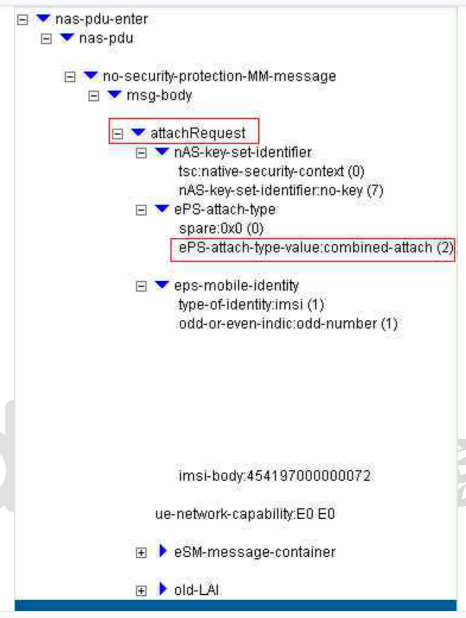 nas-pdu-enter
nas-pdu
no-security-protection-MM-message
msg-body
attachRequest
nAS-key-set-identifier
tsc:native-security-context (0)
nAS-key-set-identifier:no-key (7)
ePS-attach-type
spare:0x0 (0)
ePS-attach-type-value:combined-attach (2)
eps-mobile-identity
type-of-identity:imsi (1)
odd-or-even-indic:odd-number (1)
imsi-body:454197000000072
ue-network-capability:E0 E0
eSM-message-container
old-LAI